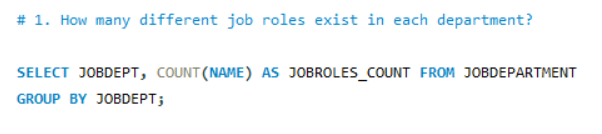 # 1. How many different job roles exist in each department?
SELECT JOBDEPT, COUNT(NAME) AS JOBROLES_COUNT FROM JOBDEPARTMENT
GROUP BY JOBDEPT;